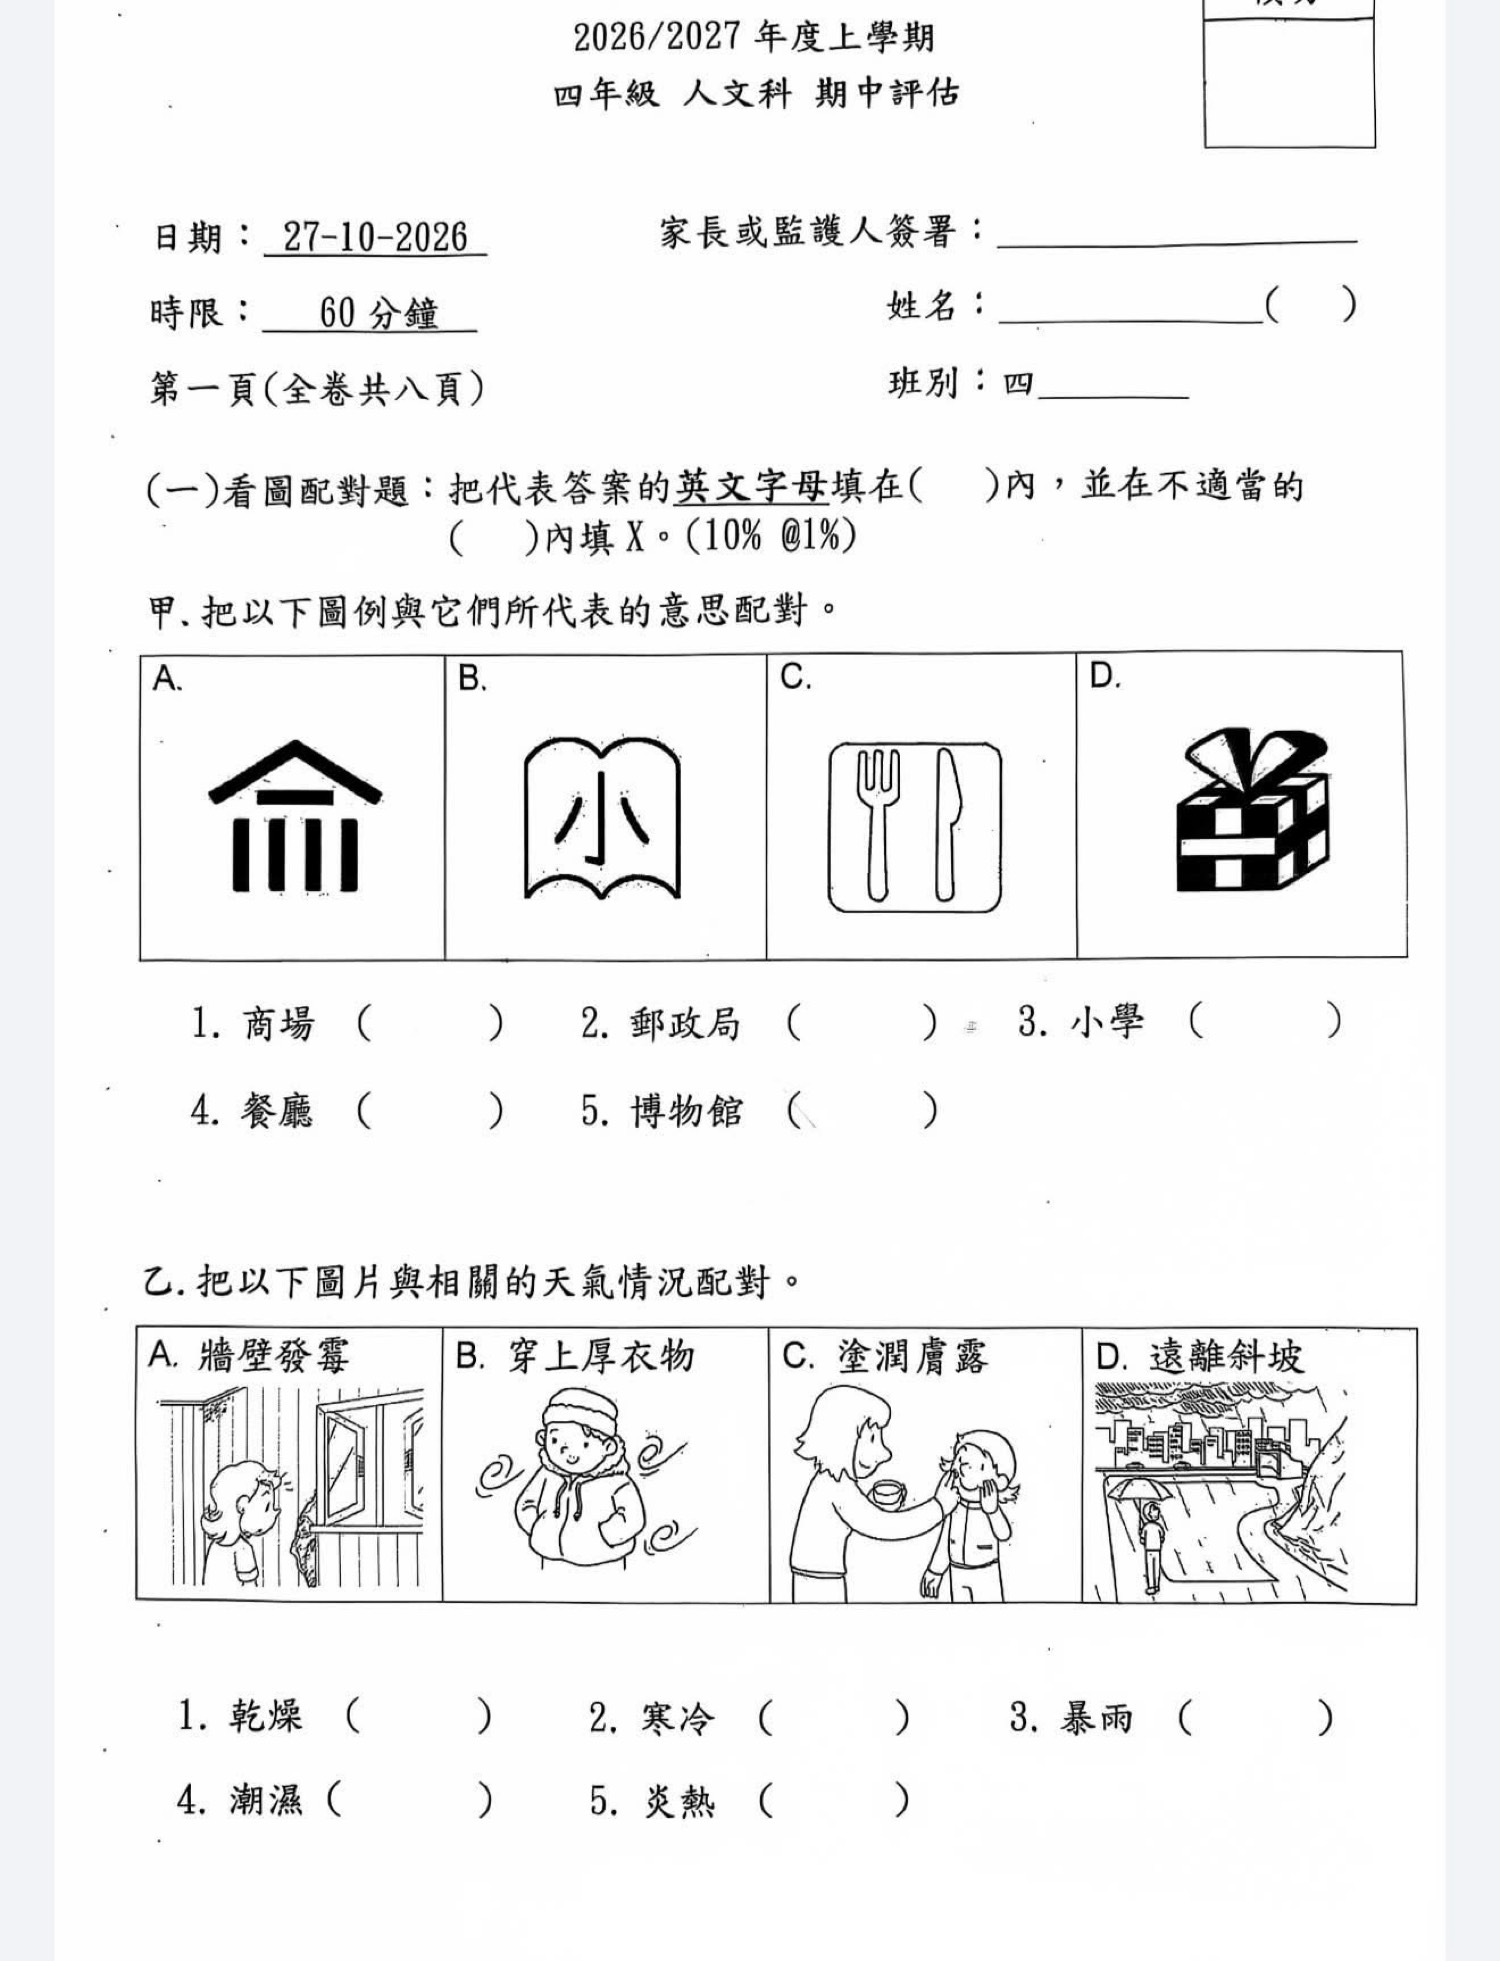 2026/2027 年度上學期
四年級 人文科 期中評估
日期：27-10-2026 家長或監護人簽署：
時限：60 分鐘 姓名：( )
第一頁(全卷共八頁) 班別：四
(一)看圖配對題：把代表答案的英文字母填在( )內，並在不適當的
( )內填 X。(10% @1%)
甲.把以下圖例與它們所代表的意思配對。
A. B. C. D.
小
1. 商場 ( ) 2. 郵政局 ( ) 3. 小學 ( )
4. 餐廳 ( ) 5. 博物館 ( )
乙.把以下圖片與相關的天氣情況配對。
A. 牆壁發霉 B. 穿上厚衣物 C. 塗潤膚露 D. 遠離斜坡
1. 乾燥 ( ) 2. 寒冷 ( ) 3. 暴雨 ( )
4. 潮濕 ( ) 5. 炎熱 ( )